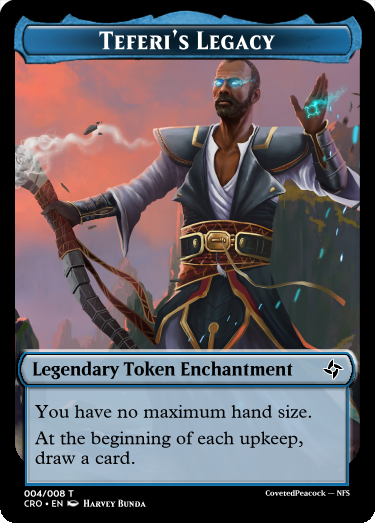 Teferi's Legacy
Legendary Token Enchantment
You have no maximum hand size.
At the beginning of each upkeep,
draw a card.
004/008 T
CRO • EN Harvey Bunda
CovetedPeacock — NFS